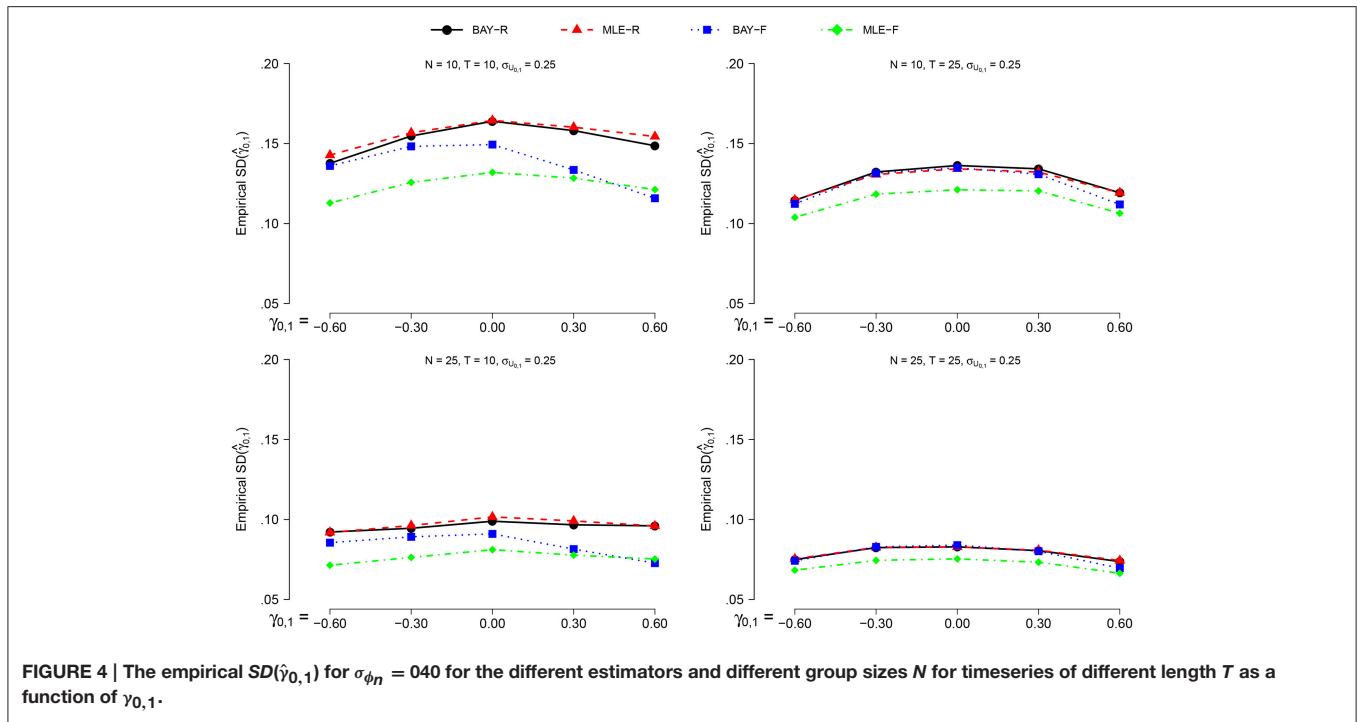 BAY−R MLE−R BAY−F MLE−F
N = 10, T = 10, σU0,1 = 0.25
Empirical SD(γ̂0,1)
.20
.15
.10
.05
γ0,1 = −0.60 −0.30 0.00 0.30 0.60
N = 10, T = 25, σU0,1 = 0.25
Empirical SD(γ̂0,1)
.20
.15
.10
.05
γ0,1 = −0.60 −0.30 0.00 0.30 0.60
N = 25, T = 10, σU0,1 = 0.25
Empirical SD(γ̂0,1)
.20
.15
.10
.05
γ0,1 = −0.60 −0.30 0.00 0.30 0.60
N = 25, T = 25, σU0,1 = 0.25
Empirical SD(γ̂0,1)
.20
.15
.10
.05
γ0,1 = −0.60 −0.30 0.00 0.30 0.60
FIGURE 4 | The empirical SD(γ̂0,1) for σϕn = 040 for the different estimators and different group sizes N for timeseries of different length T as a
function of γ0,1.